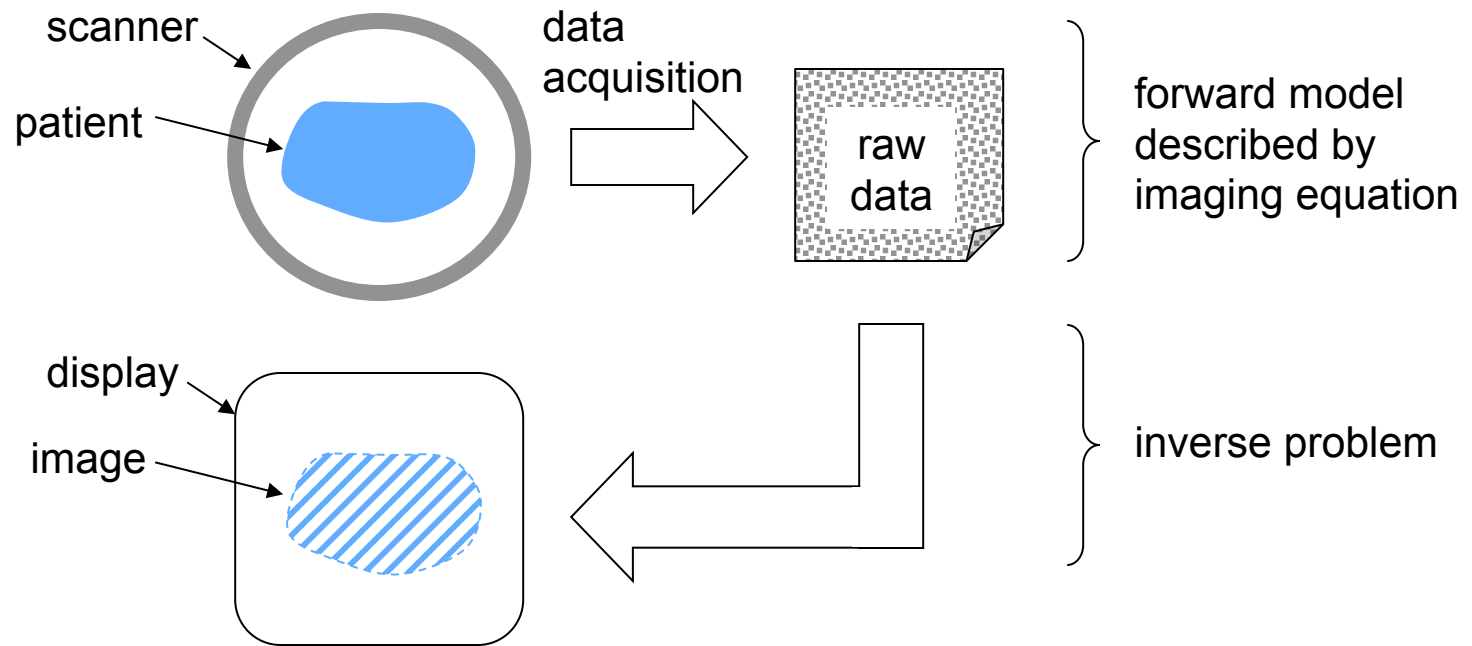 scanner
patient
data
acquisition
raw
data
forward model
described by
imaging equation
display
image
inverse problem